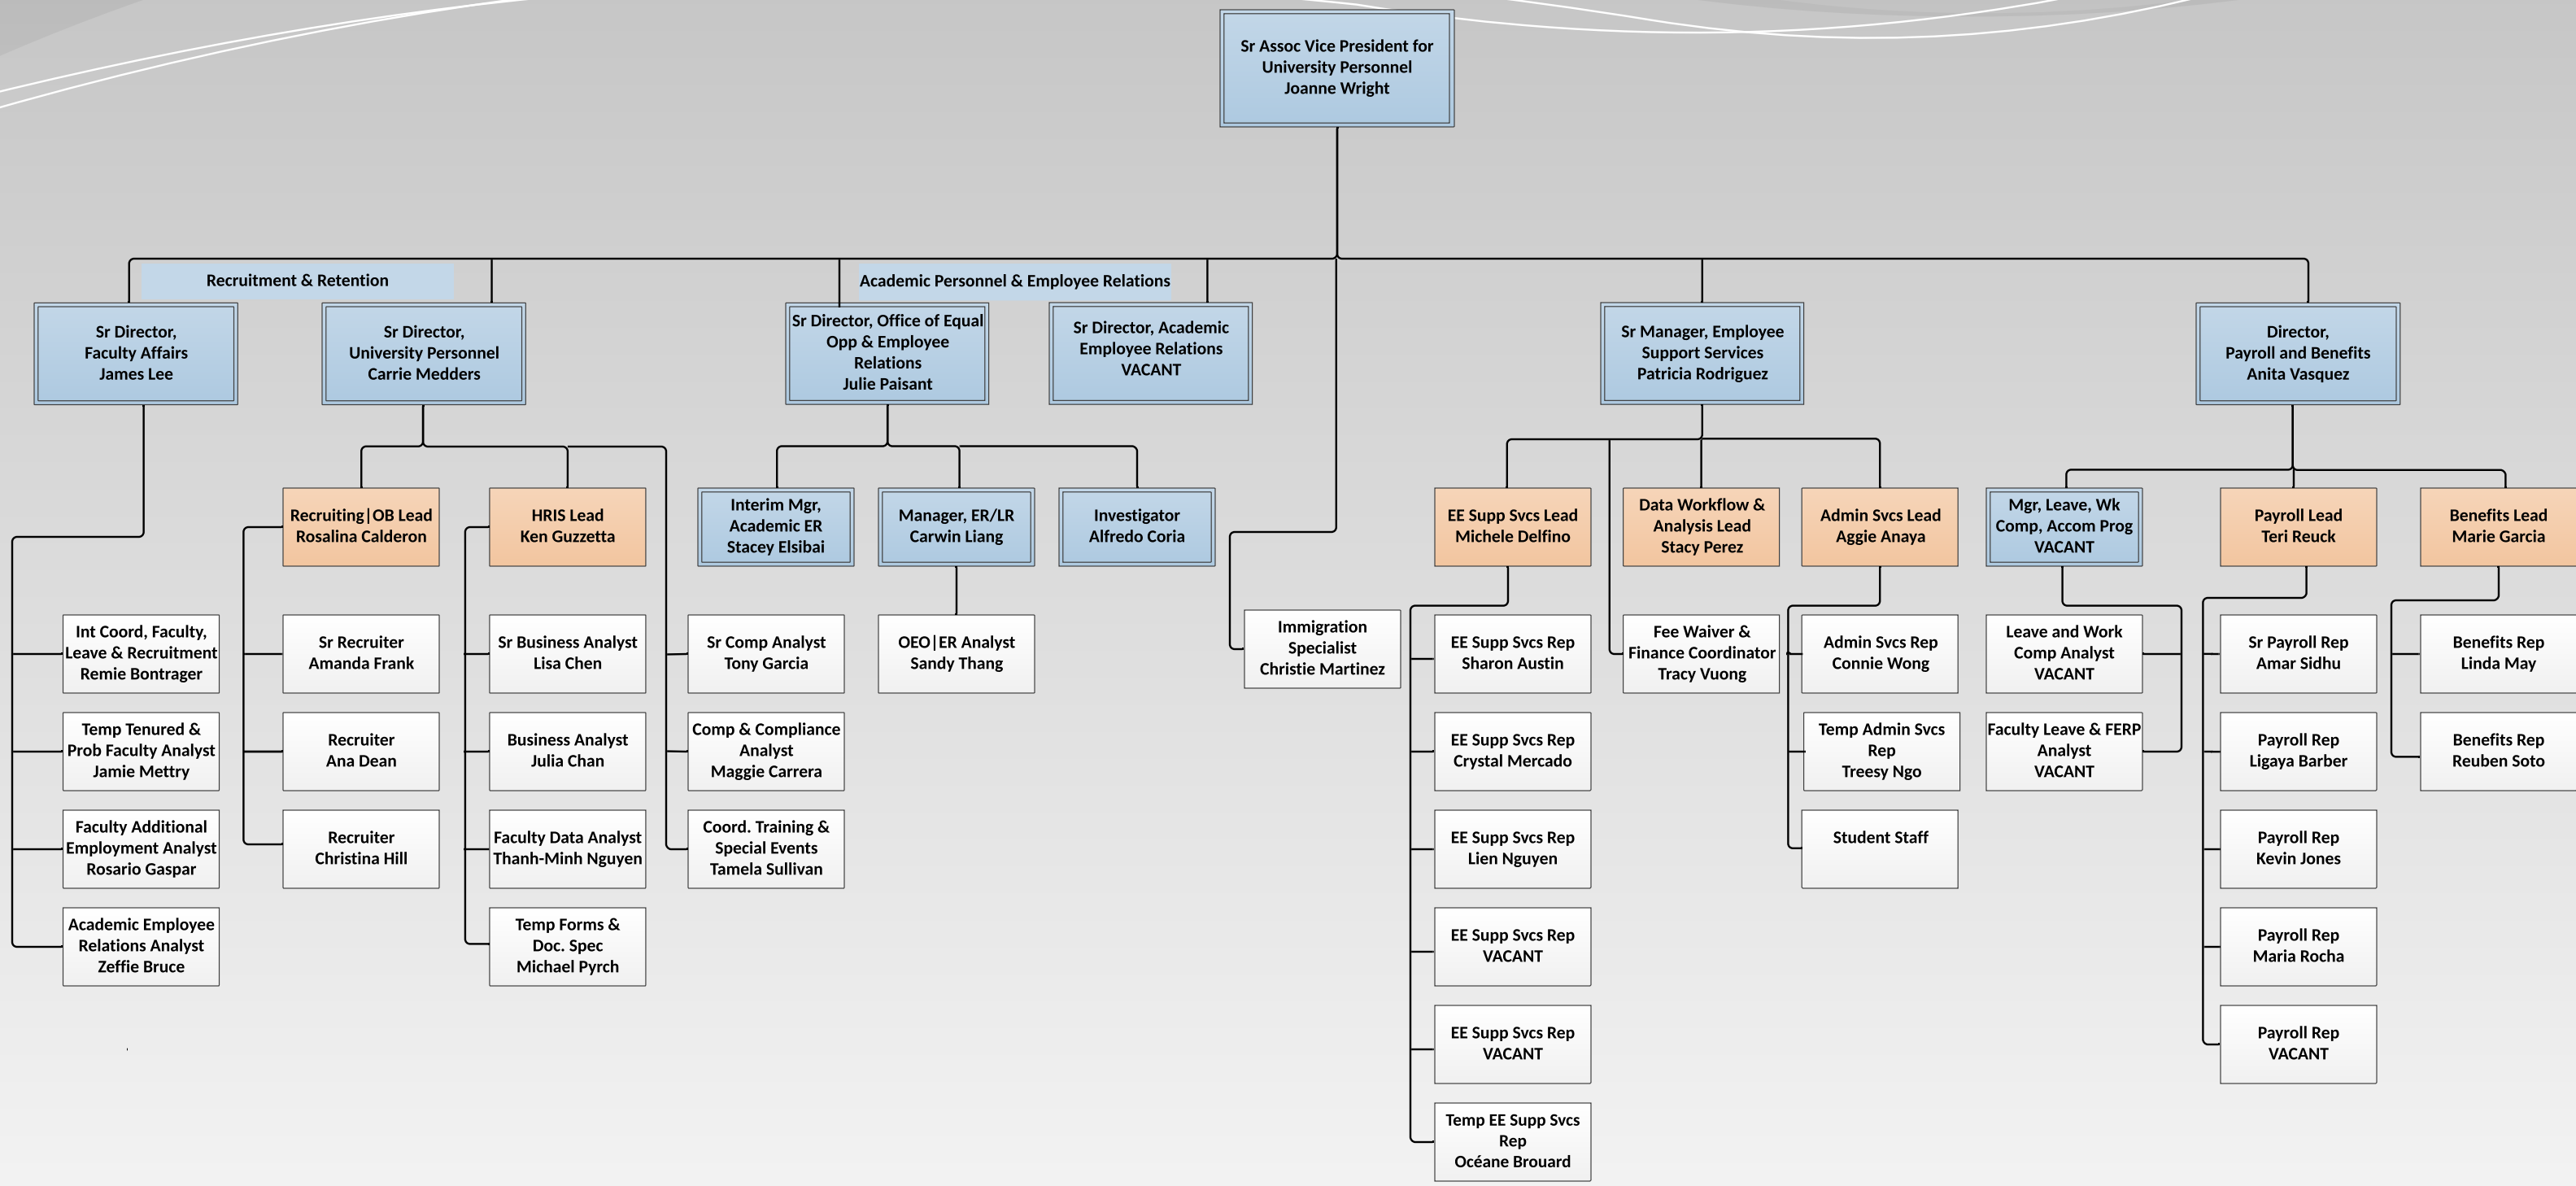 Sr Assoc Vice President for
University Personnel
Joanne Wright
Recruitment & Retention
Academic Personnel & Employee Relations
Sr Director,
Faculty Affairs
James Lee
Sr Director,
University Personnel
Carrie Medders
Sr Director, Office of Equal
Opp & Employee
Relations
Julie Paisant
Sr Director, Academic
Employee Relations
VACANT
Sr Manager, Employee
Support Services
Patricia Rodriguez
Director,
Payroll and Benefits
Anita Vasquez
Recruiting|OB Lead
Rosalina Calderon
HRIS Lead
Ken Guzzetta
Interim Mgr,
Academic ER
Stacey Elsibai
Manager, ER/LR
Carwin Liang
Investigator
Alfredo Coria
EE Supp Svcs Lead
Michele Delfino
Data Workflow &
Analysis Lead
Stacy Perez
Admin Svcs Lead
Aggie Anaya
Mgr, Leave, Wk
Comp, Accom Prog
VACANT
Payroll Lead
Teri Reuck
Benefits Lead
Marie Garcia
Int Coord, Faculty,
Leave & Recruitment
Remie Bontrager
Sr Recruiter
Amanda Frank
Sr Business Analyst
Lisa Chen
Sr Comp Analyst
Tony Garcia
OEO|ER Analyst
Sandy Thang
Immigration
Specialist
Christie Martinez
EE Supp Svcs Rep
Sharon Austin
Fee Waiver &
Finance Coordinator
Tracy Vuong
Admin Svcs Rep
Connie Wong
Leave and Work
Comp Analyst
VACANT
Sr Payroll Rep
Amar Sidhu
Benefits Rep
Linda May
Temp Tenured &
Prob Faculty Analyst
Jamie Mettry
Recruiter
Ana Dean
Business Analyst
Julia Chan
Comp & Compliance
Analyst
Maggie Carrera
EE Supp Svcs Rep
Crystal Mercado
Temp Admin Svcs
Rep
Treesy Ngo
Faculty Leave & FERP
Analyst
VACANT
Payroll Rep
Ligaya Barber
Benefits Rep
Reuben Soto
Faculty Additional
Employment Analyst
Rosario Gaspar
Recruiter
Christina Hill
Faculty Data Analyst
Thanh-Minh Nguyen
Coord. Training &
Special Events
Tamela Sullivan
EE Supp Svcs Rep
Lien Nguyen
Student Staff
Payroll Rep
Kevin Jones
Academic Employee
Relations Analyst
Zeffie Bruce
Temp Forms &
Doc. Spec
Michael Pyrch
EE Supp Svcs Rep
VACANT
Payroll Rep
Maria Rocha
EE Supp Svcs Rep
VACANT
Payroll Rep
VACANT
Temp EE Supp Svcs
Rep
Océane Brouard